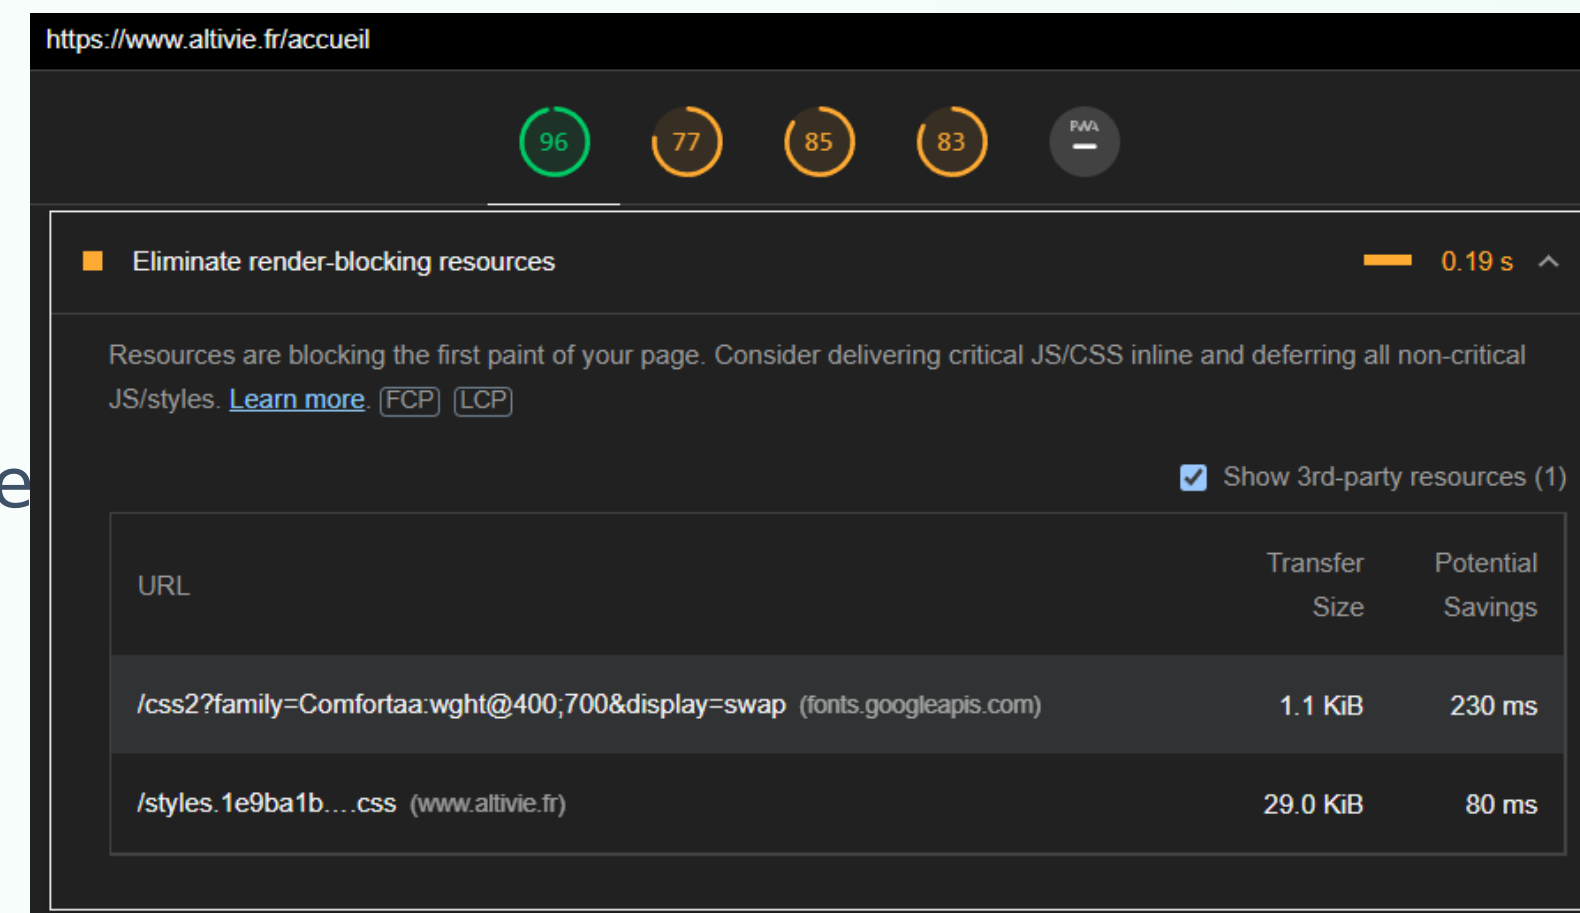 https://www.altivie.fr/accueil
96 77 85 83 PWA
Eliminate render-blocking resources 0.19 s
Resources are blocking the first paint of your page. Consider delivering critical JS/CSS inline and deferring all non-critical
JS/styles. Learn more. FCP LCP
e
Show 3rd-party resources (1)
URL Transfer Size Potential Savings
/css2?family=Comfortaa:wght@400;700&display=swap (fonts.googleapis.com) 1.1 KiB 230 ms
/styles.1e9ba1b….css (www.altivie.fr) 29.0 KiB 80 ms